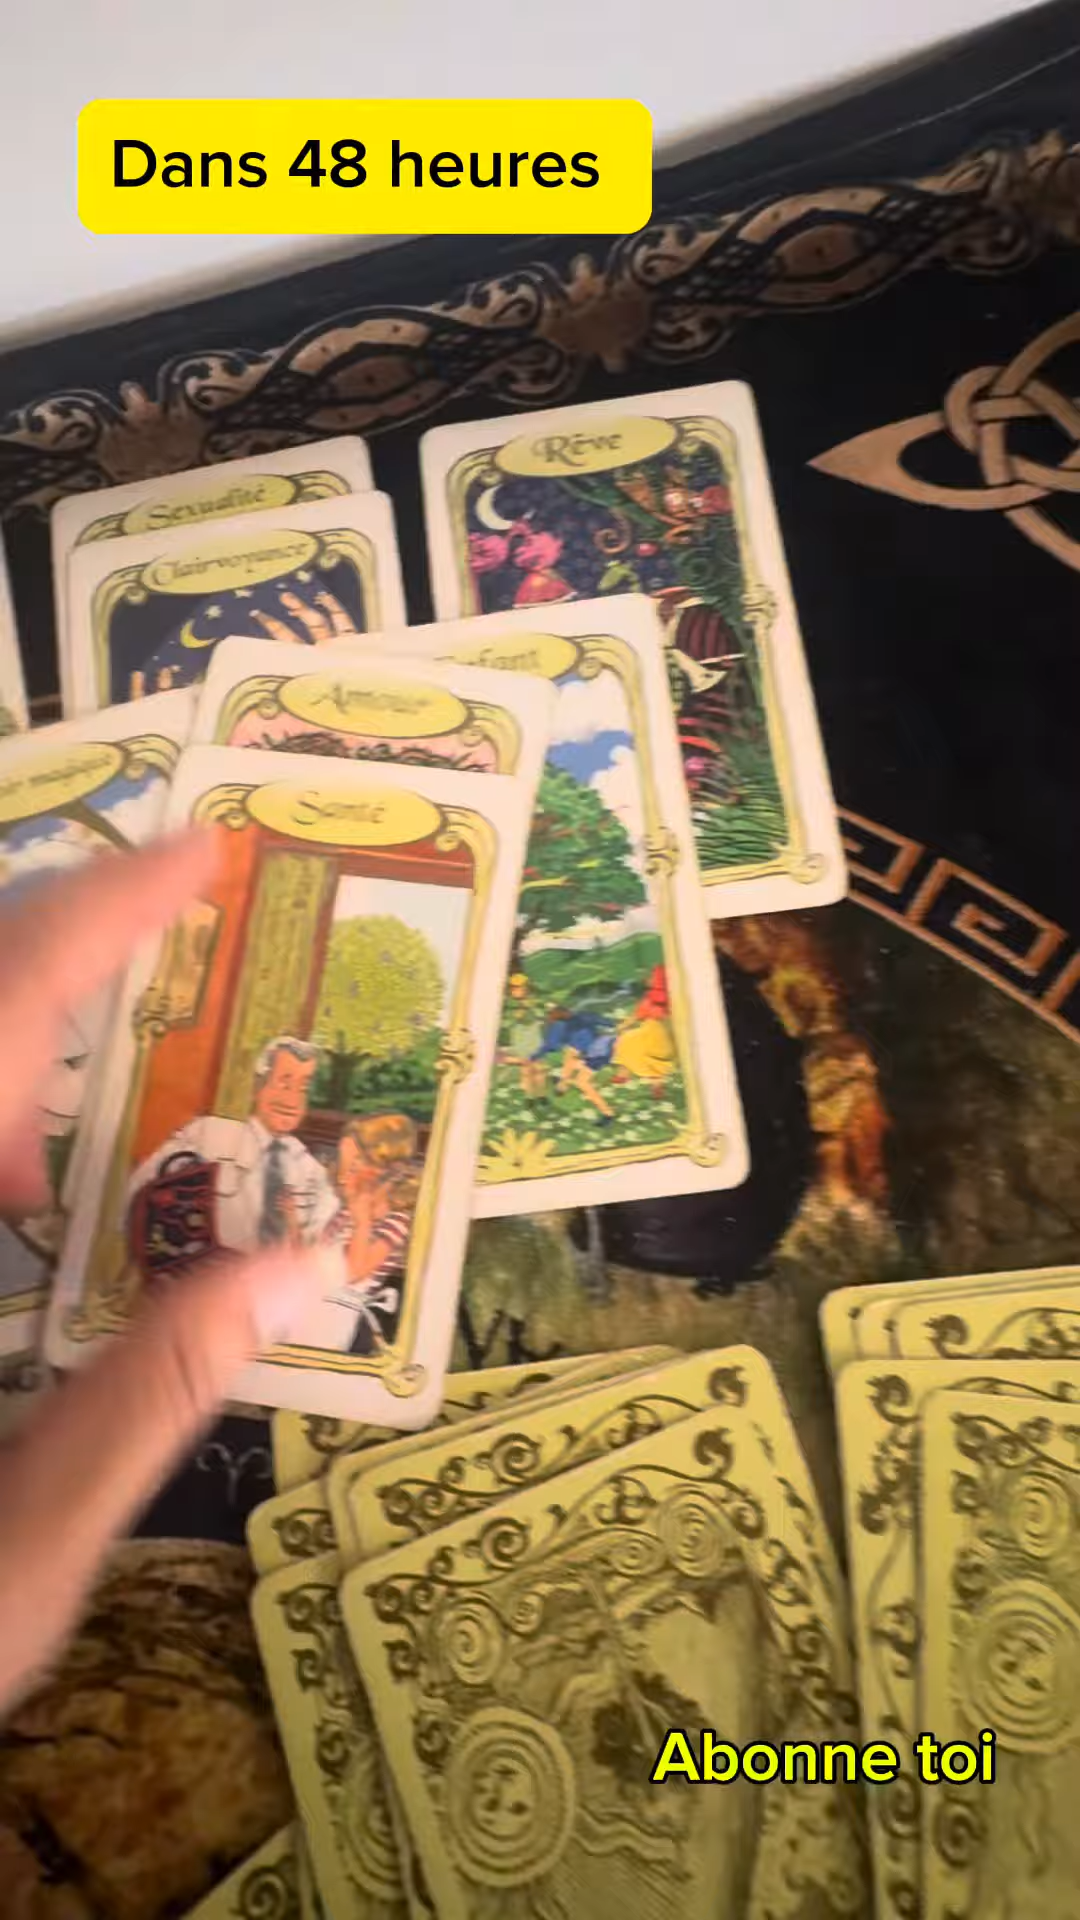 Dans 48 heures
Rêve
Sexualité
Clairvoyance
Amour
Santé
Abonne toi